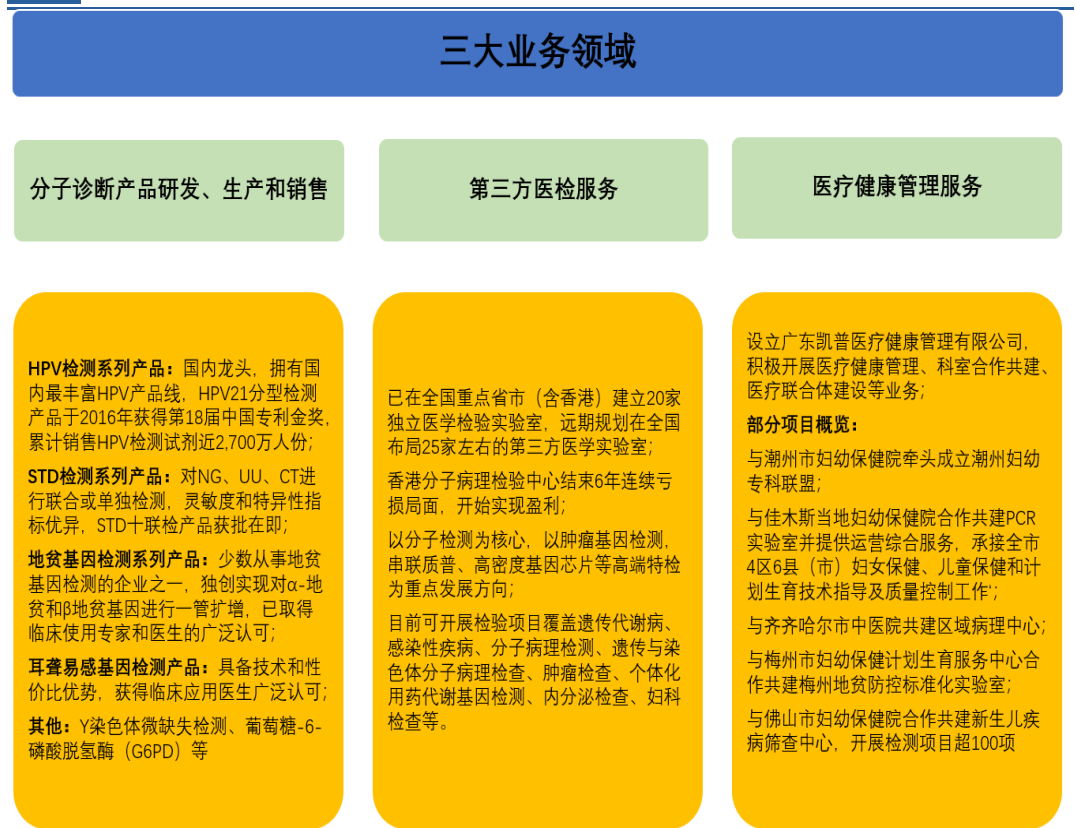 三大业务领域
分子诊断产品研发、生产和销售
HPV检测系列产品：国内龙头，拥有国
内最丰富HPV产品线，HPV21分型检测
产品于2016年获得第18届中国专利金奖，
累计销售HPV检测试剂近2,700万人份；
STD检测系列产品：对NG、UU、CT进
行联合或单独检测，灵敏度和特异性指
标优异，STD十联检产品获批在即；
地贫基因检测系列产品：少数从事地贫
基因检测的企业之一，独创实现对α-地
贫和β地贫基因进行一管扩增，已取得
临床使用专家和医生的广泛认可；
耳聋易感基因检测产品：具备技术和性
价比优势，获得临床应用医生广泛认可；
其他：Y染色体微缺失检测、葡萄糖-6-
磷酸脱氢酶（G6PD）等
第三方医检服务
已在全国重点省市（含香港）建立20家
独立医学检验实验室，远期规划在全国
布局25家左右的第三方医学实验室；
香港分子病理检验中心结束6年连续亏
损局面，开始实现盈利；
以分子检测为核心，以肿瘤基因检测，
串联质普、高密度基因芯片等高端特检
为重点发展方向；
目前可开展检验项目覆盖遗传代谢病、
感染性疾病、分子病理检测、遗传与染
色体分子病理检查、肿瘤检查、个体化
用药代谢基因检测、内分泌检查、妇科
检查等。
医疗健康管理服务
设立广东凯普医疗健康管理有限公司，
积极开展医疗健康管理、科室合作共建、
医疗联合体建设等业务；
部分项目概览：
与潮州市妇幼保健院牵头成立潮州妇幼
专科联盟；
与佳木斯当地妇幼保健院合作共建PCR
实验室并提供运营综合服务，承接全市
4区6县（市）妇女保健、儿童保健和计
划生育技术指导及质量控制工作‘；
与齐齐哈尔市中医院共建区域病理中心；
与梅州市妇幼保健计划生育服务中心合
作共建梅州地贫防控标准化实验室；
与佛山市妇幼保健院合作共建新生儿疾
病筛查中心，开展检测项目超100项